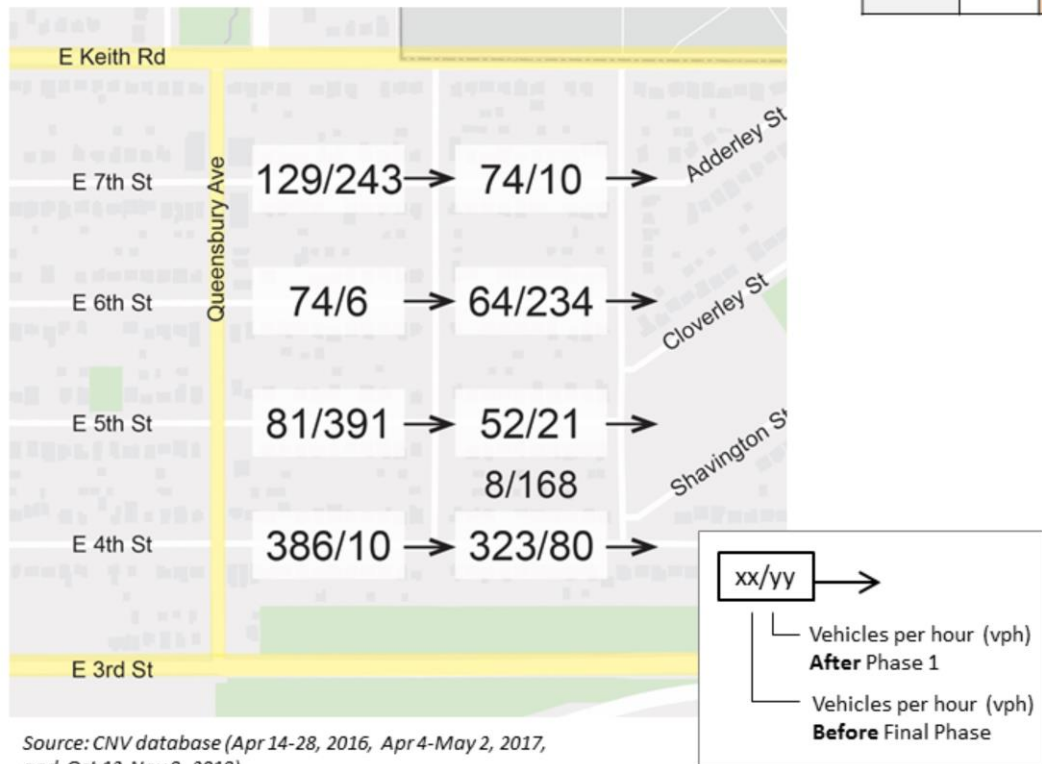 E Keith Rd
Queensbury Ave
E 7th St
129/243
74/10
Adderley St
E 6th St
74/6
64/234
Cloverley St
E 5th St
81/391
52/21
8/168
Shavington St
E 4th St
386/10
323/80
E 3rd St
xx/yy
Vehicles per hour (vph)
After Phase 1
Vehicles per hour (vph)
Before Final Phase
Source: CNV database (Apr 14-28, 2016, Apr 4-May 2, 2017,